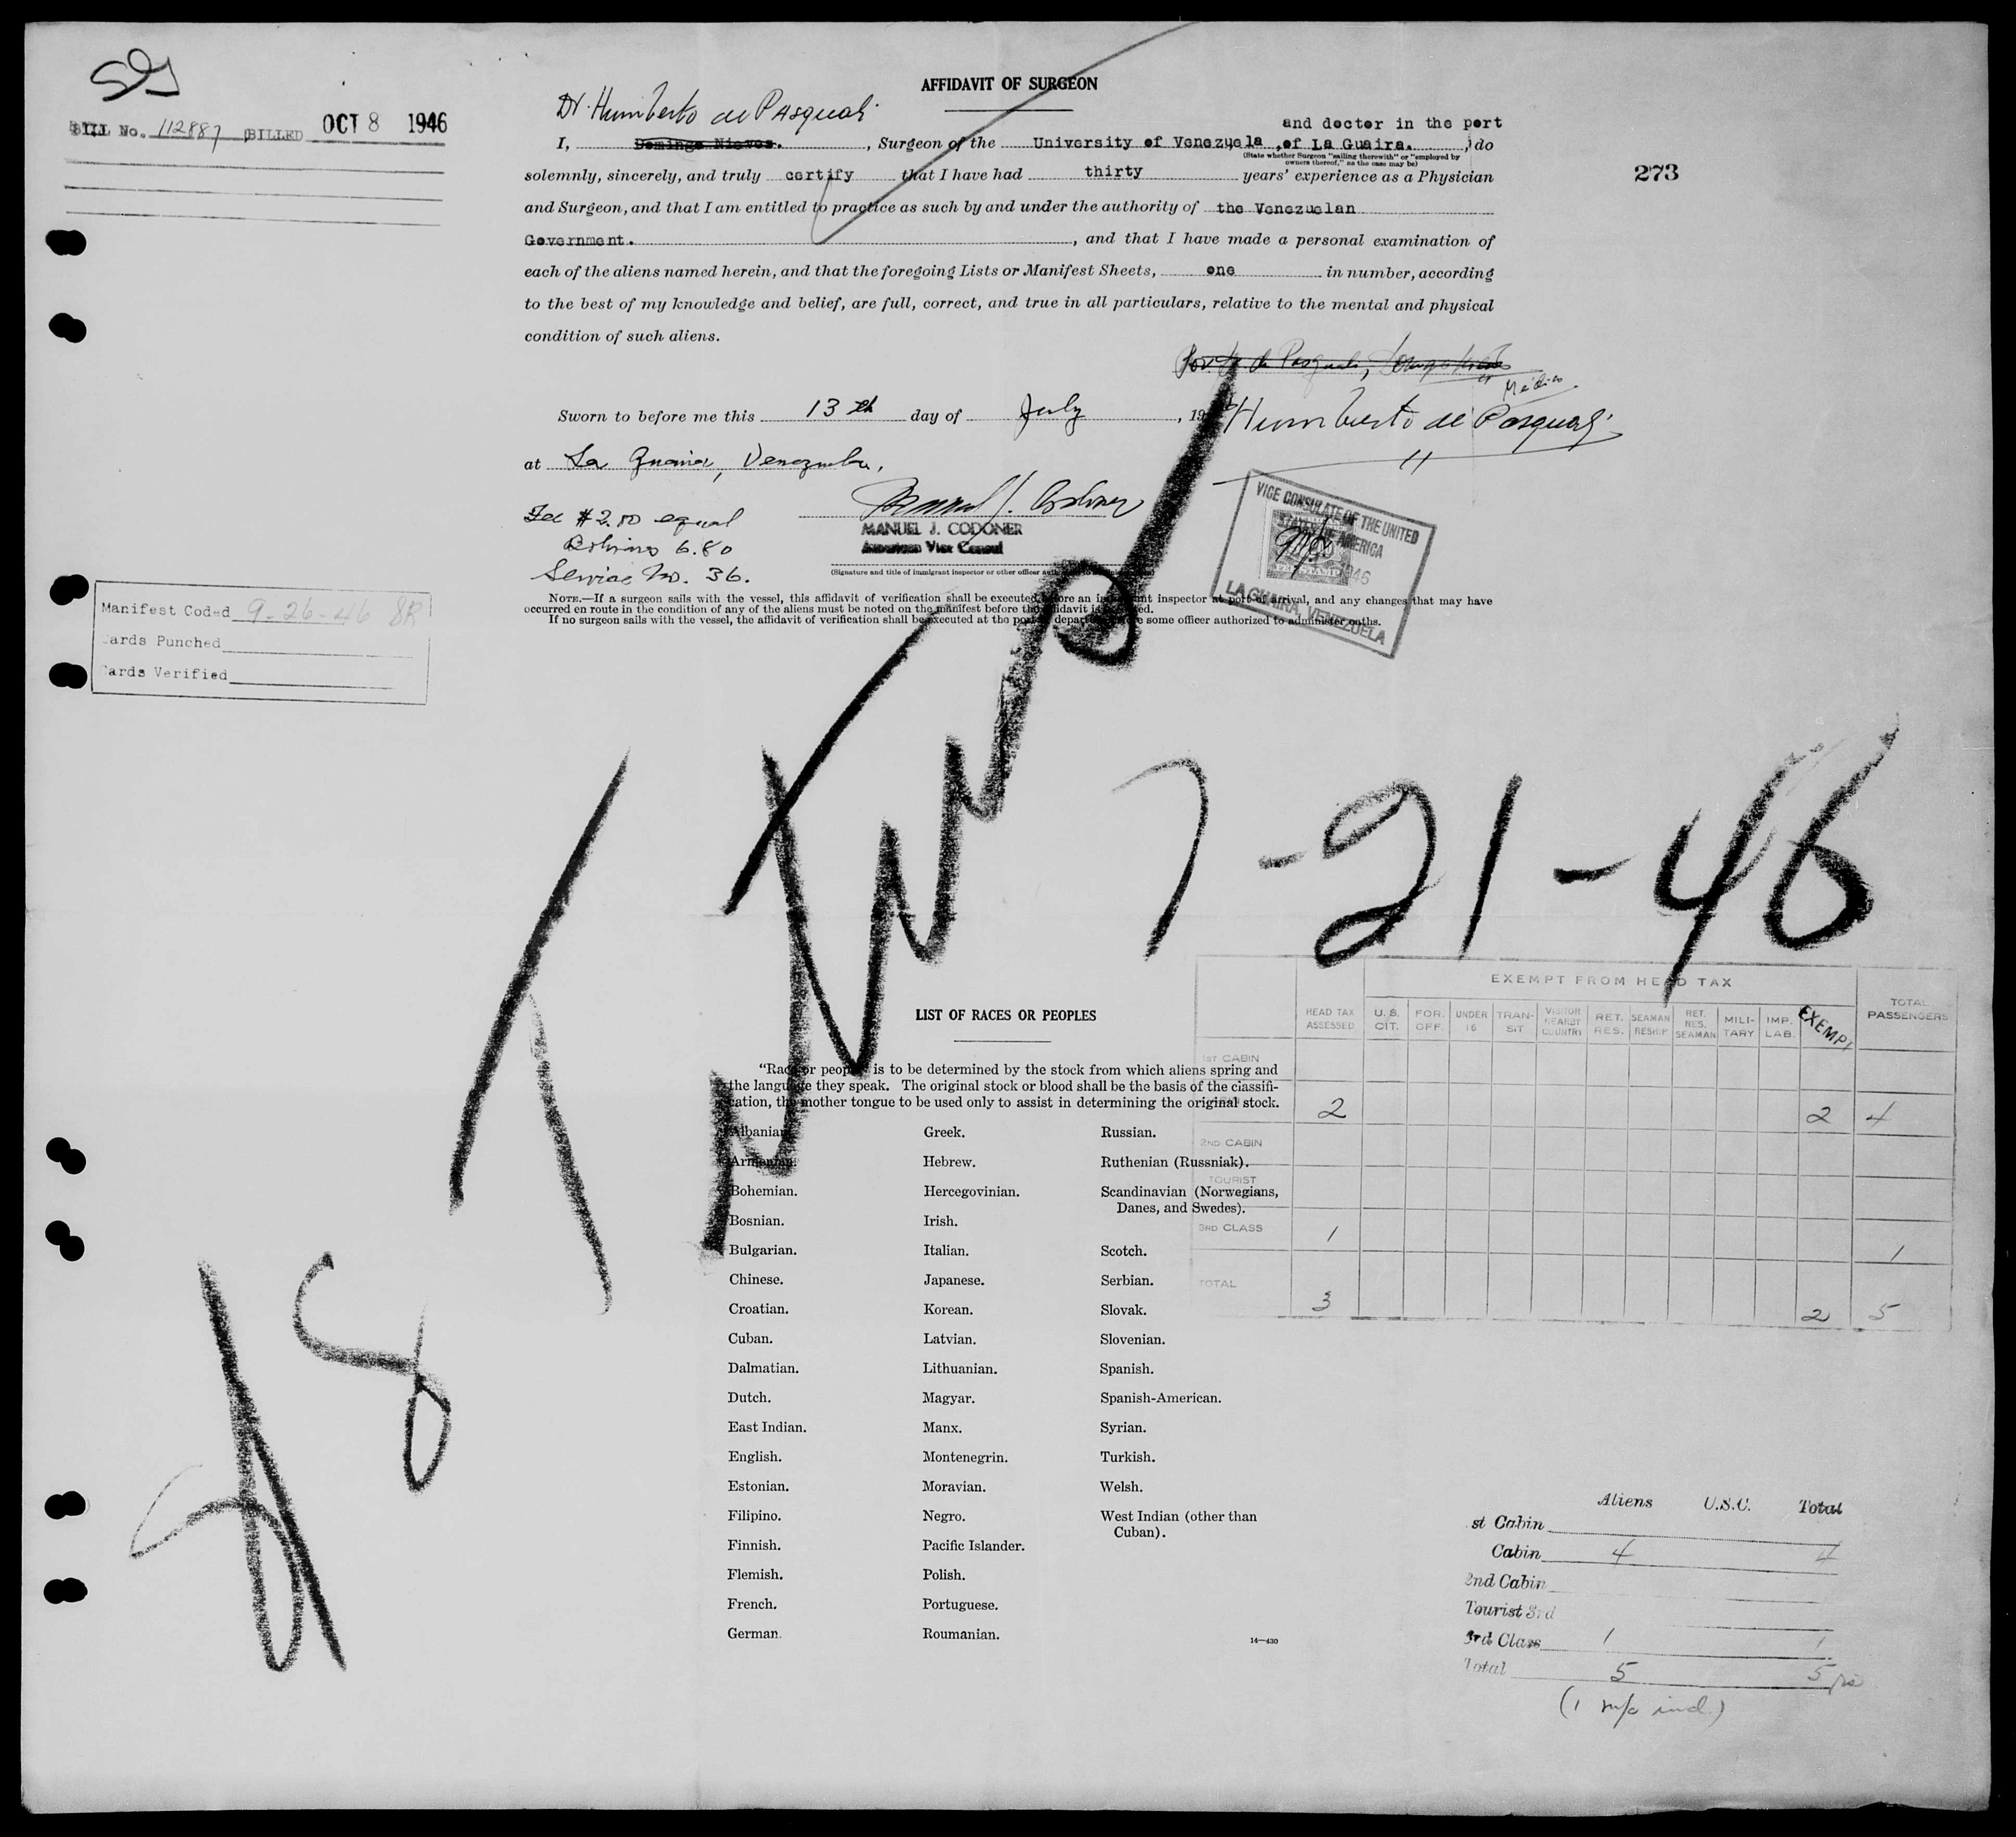 BILL No. 112887 BILLED OCT 8 1946
AFFIDAVIT OF SURGEON
Dr. Humberto de Pasquali
and doctor in the port
I, Domingo Nieves. , Surgeon of the University of Venezuela , of La Guaira. , do
(State whether Surgeon "sailing therewith" or "employed by
owners thereof," as the case may be)
273
solemnly, sincerely, and truly certify that I have had thirty years' experience as a Physician
and Surgeon, and that I am entitled to practice as such by and under the authority of the Venezuelan
Government. , and that I have made a personal examination of
each of the aliens named herein, and that the foregoing Lists or Manifest Sheets, one in number, according
to the best of my knowledge and belief, are full, correct, and true in all particulars, relative to the mental and physical
condition of such aliens.
Médico
Sworn to before me this 13th day of July , 19
Humberto de Pasquali
at La Guaira, Venezuela,
Fee $2.00 equal
Bolivares 6.80
Service No. 36.
MANUEL J. CODONER
American Vice Consul
(Signature and title of immigrant inspector or other officer
VICE CONSULATE OF THE UNITED
STATES OF AMERICA
FEE STAMP
LA GUAIRA, VENEZUELA
NOTE.—If a surgeon sails with the vessel, this affidavit of verification shall be executed before an immigrant inspector at port of arrival, and any changes that may have
occurred en route in the condition of any of the aliens must be noted on the manifest before the affidavit is executed.
If no surgeon sails with the vessel, the affidavit of verification shall be executed at the port of departure before some officer authorized to administer oaths.
Manifest Coded 9-26-46 SR
Cards Punched
Cards Verified
7-21-46
LIST OF RACES OR PEOPLES
"Race or people" is to be determined by the stock from which aliens spring and
the language they speak. The original stock or blood shall be the basis of the classifi-
cation, the mother tongue to be used only to assist in determining the original stock.
Albanian.
Armenian.
Bohemian.
Bosnian.
Bulgarian.
Chinese.
Croatian.
Cuban.
Dalmatian.
Dutch.
East Indian.
English.
Estonian.
Filipino.
Finnish.
Flemish.
French.
German.
Greek.
Hebrew.
Hercegovinian.
Irish.
Italian.
Japanese.
Korean.
Latvian.
Lithuanian.
Magyar.
Manx.
Montenegrin.
Moravian.
Negro.
Pacific Islander.
Polish.
Portuguese.
Roumanian.
Russian.
Ruthenian (Russniak).
Scandinavian (Norwegians,
Danes, and Swedes).
Scotch.
Serbian.
Slovak.
Slovenian.
Spanish.
Spanish-American.
Syrian.
Turkish.
Welsh.
West Indian (other than
Cuban).
14—430
EXEMPT FROM HEAD TAX
HEAD TAX ASSESSED U. S. CIT. FOR. OFF. UNDER 16 TRAN- SIT VISITOR NEARBY COUNTRY RET. RES. SEAMAN RESHIP RET. RES. SEAMAN MILI- TARY IMP. LAB. EXEMPT TOTAL PASSENGERS
1ST CABIN
2 2 4
2ND CABIN
TOURIST
3RD CLASS 1 1
TOTAL 3 2 5
Aliens U.S.C. Total
st Cabin
Cabin 4 4
2nd Cabin
Tourist 3rd
3rd Class 1 1
Total 5 5